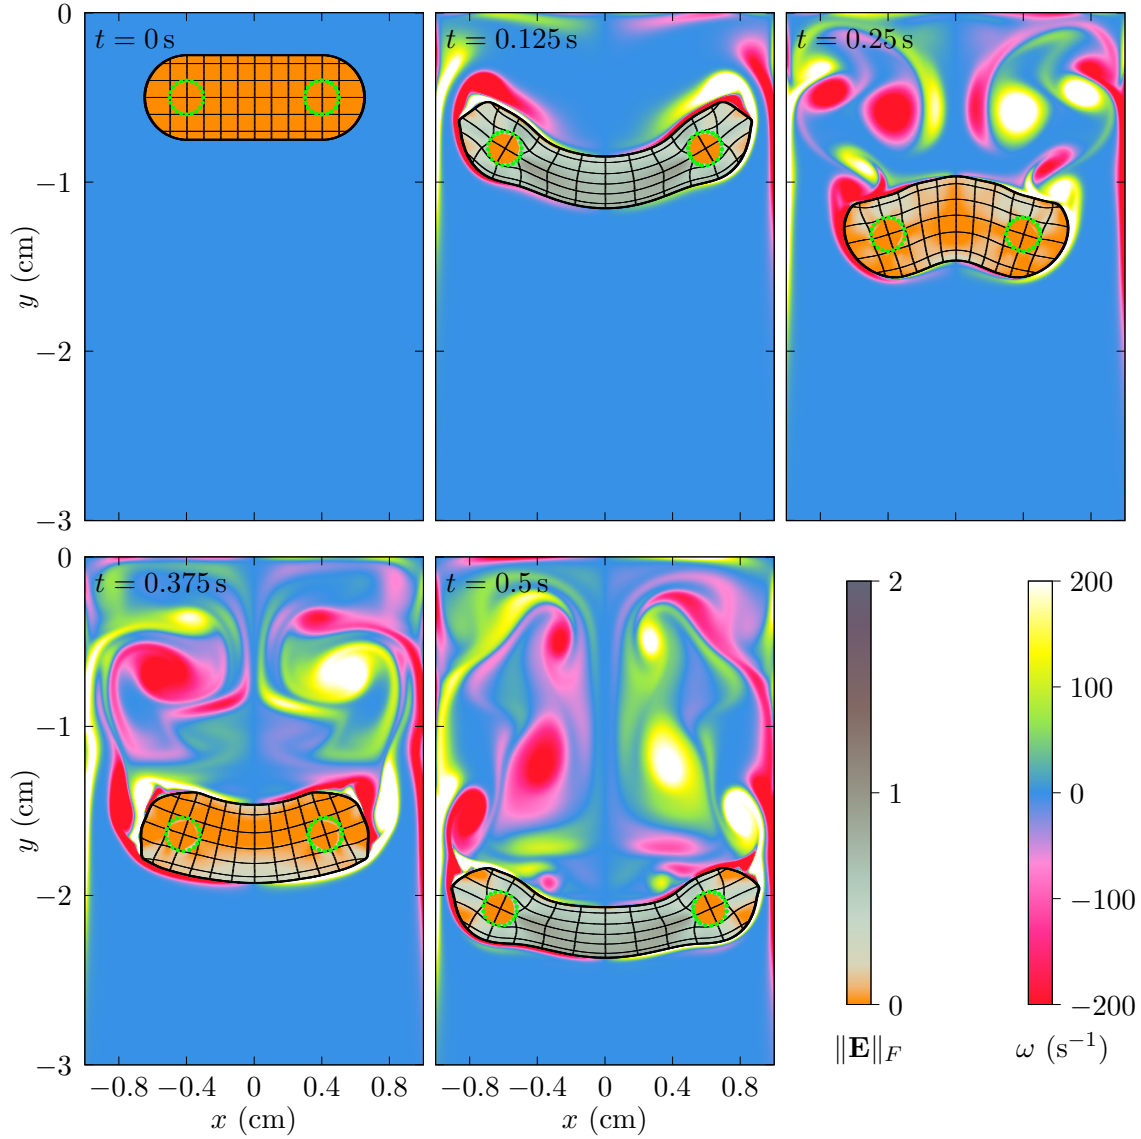 t = 0 s
t = 0.125 s
t = 0.25 s
0
−1
−2
−3
y (cm)
t = 0.375 s
t = 0.5 s
0
−1
−2
−3
y (cm)
−0.8 −0.4 0 0.4 0.8
−0.8 −0.4 0 0.4 0.8
x (cm)
x (cm)
2
1
0
‖E‖F
200
100
0
−100
−200
ω (s−1)